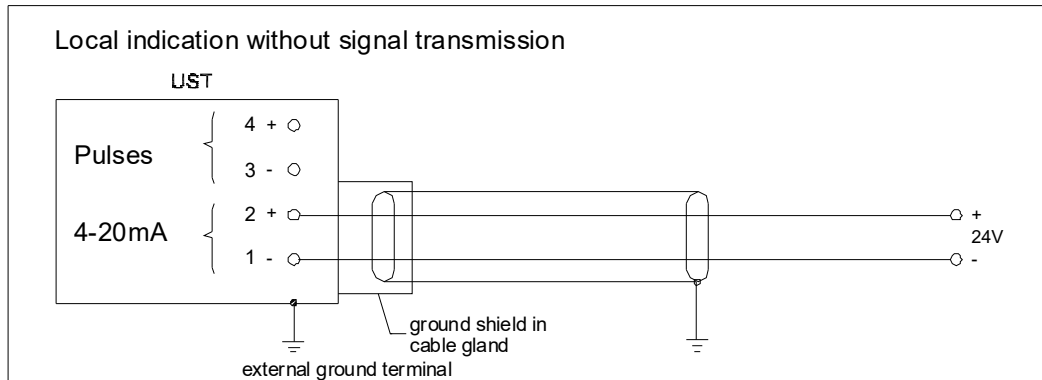 Local indication without signal transmission
UST
Pulses
4 +
3 -
4-20mA
2 +
1 -
+
24V
-
ground shield in
cable gland
external ground terminal